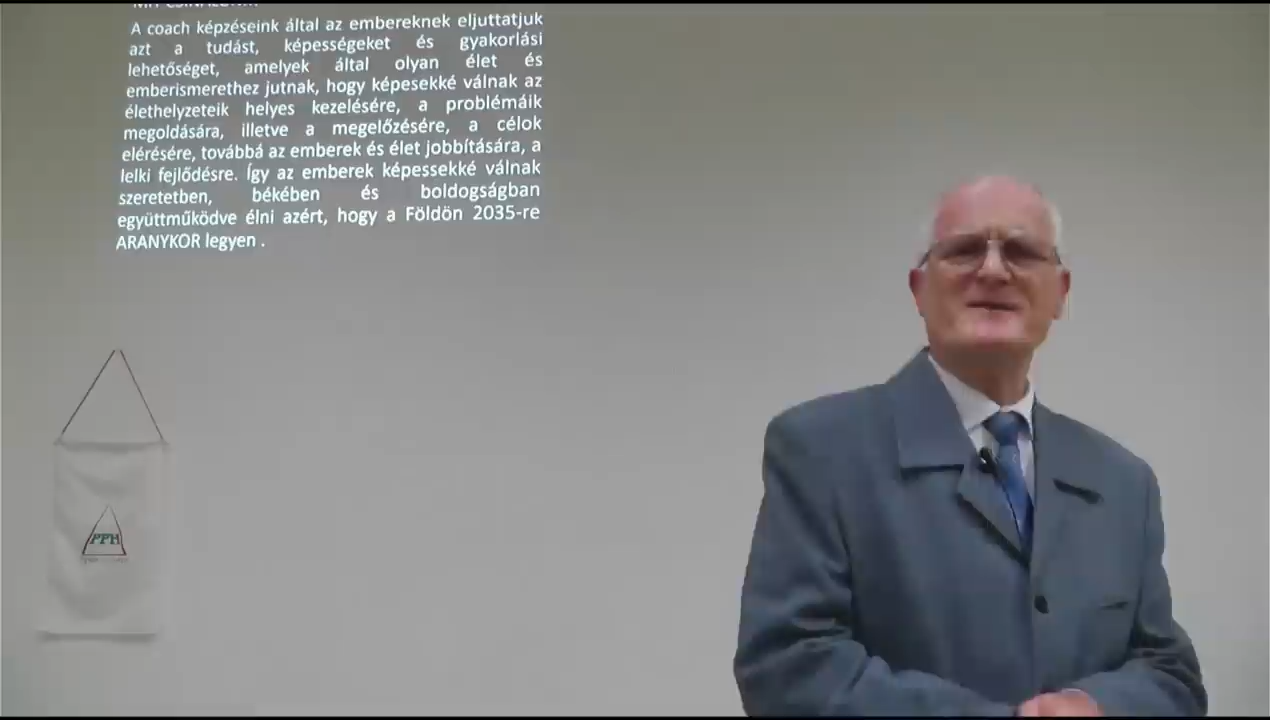 A coach képzéseink által az embereknek eljuttatjuk
azt a tudást, képességeket és gyakorlási
lehetőséget, amelyek által olyan élet és
emberismerethez jutnak, hogy képesekké válnak az
élethelyzeteik helyes kezelésére, a problémáik
megoldására, illetve a megelőzésére, a célok
elérésére, továbbá az emberek és élet jobbítására, a
lelki fejlődésre. Így az emberek képessekké válnak
szeretetben, békében és boldogságban
együttműködve élni azért, hogy a Földön 2035-re
ARANYKOR legyen .
PPH